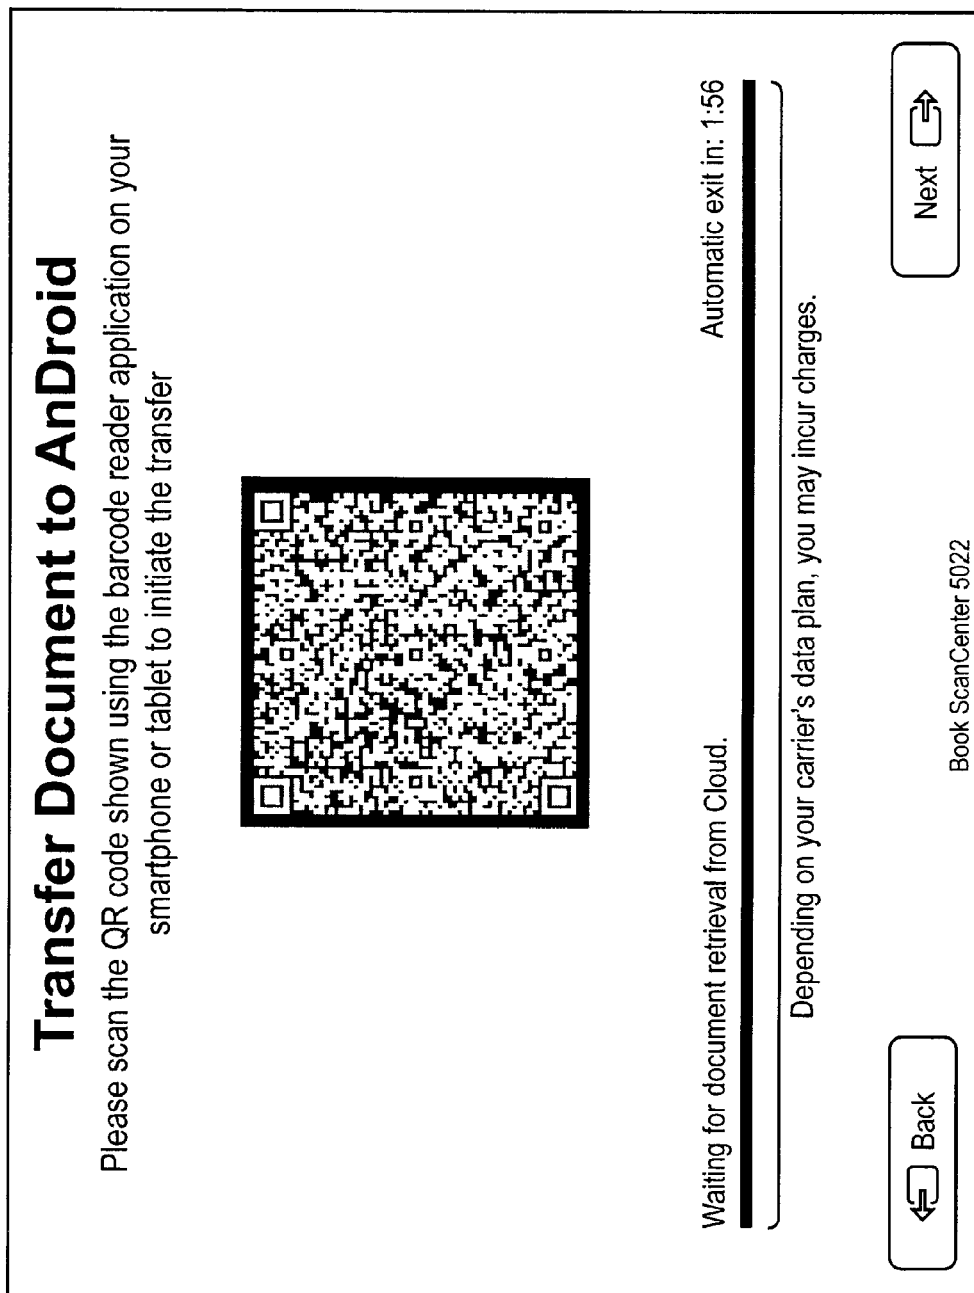 Transfer Document to AnDroid
Please scan the QR code shown using the barcode reader application on your
smartphone or tablet to initiate the transfer
Waiting for document retrieval from Cloud.
Automatic exit in: 1:56
Depending on your carrier's data plan, you may incur charges.
Back
Book ScanCenter 5022
Next